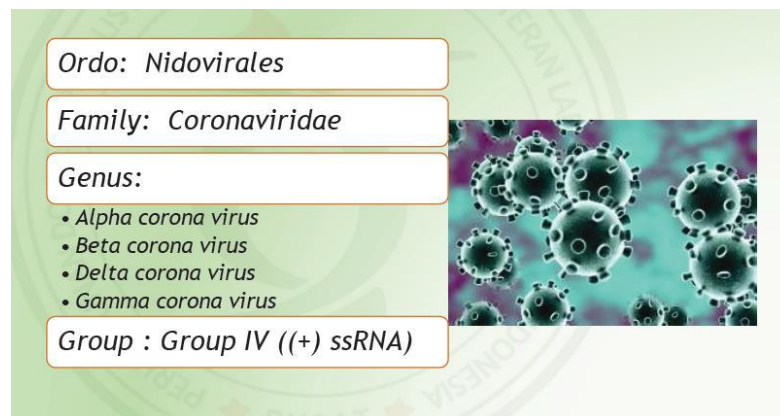 Ordo: Nidovirales
Family: Coronaviridae
Genus:
• Alpha corona virus
• Beta corona virus
• Delta corona virus
• Gamma corona virus
Group : Group IV ((+) ssRNA)
INDONESIA